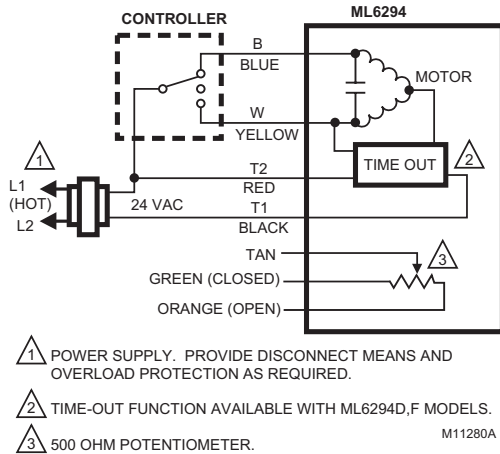 CONTROLLER
ML6294
B
BLUE
MOTOR
W
YELLOW
1
TIME OUT
2
L1
(HOT)
T2
RED
24 VAC
T1
L2
BLACK
TAN
3
GREEN (CLOSED)
ORANGE (OPEN)
1 POWER SUPPLY. PROVIDE DISCONNECT MEANS AND
OVERLOAD PROTECTION AS REQUIRED.
2 TIME-OUT FUNCTION AVAILABLE WITH ML6294D,F MODELS.
3 500 OHM POTENTIOMETER.
M11280A